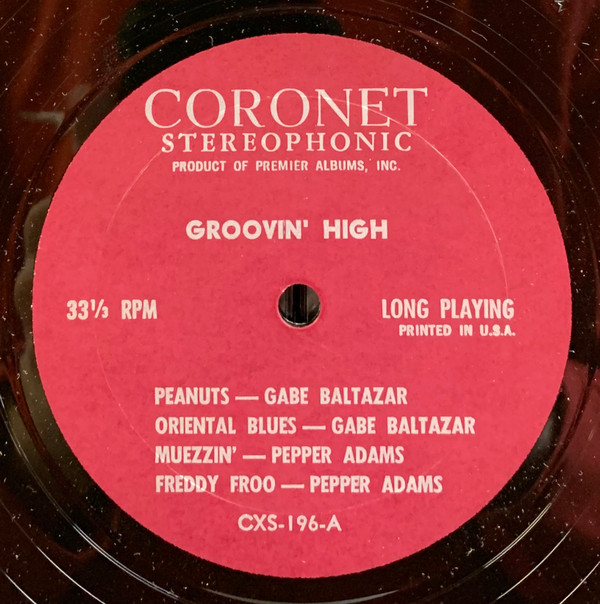 CORONET
STEREOPHONIC
PRODUCT OF PREMIER ALBUMS, INC.
GROOVIN' HIGH
33⅓ RPM
LONG PLAYING
PRINTED IN U.S.A.
PEANUTS — GABE BALTAZAR
ORIENTAL BLUES — GABE BALTAZAR
MUEZZIN' — PEPPER ADAMS
FREDDY FROO — PEPPER ADAMS
CXS-196-A